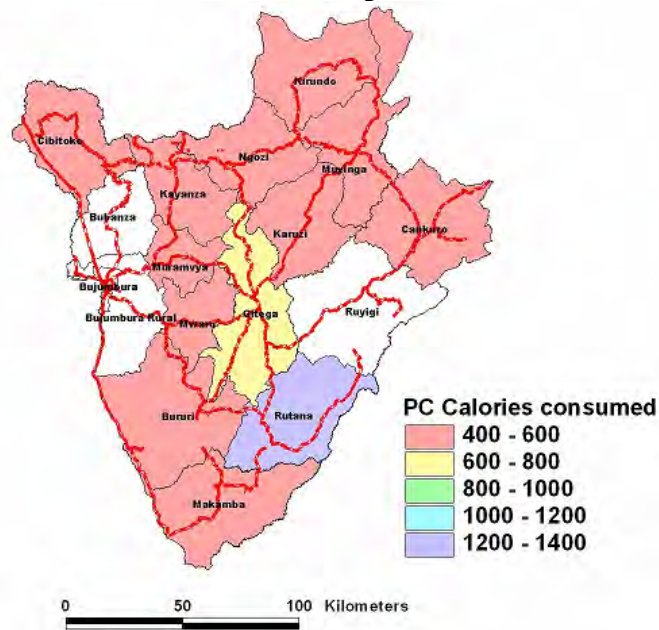 Kirundo
Cibitoke
Ngozi
Muyinga
Kayanza
Bubanza
Karuzi
Cankuzo
Muramvya
Bujumbura
Gitega
Ruyigi
Bujumbura Rural
Mwaro
Bururi
Rutana
Makamba
PC Calories consumed
400 - 600
600 - 800
800 - 1000
1000 - 1200
1200 - 1400
0 50 100 Kilometers